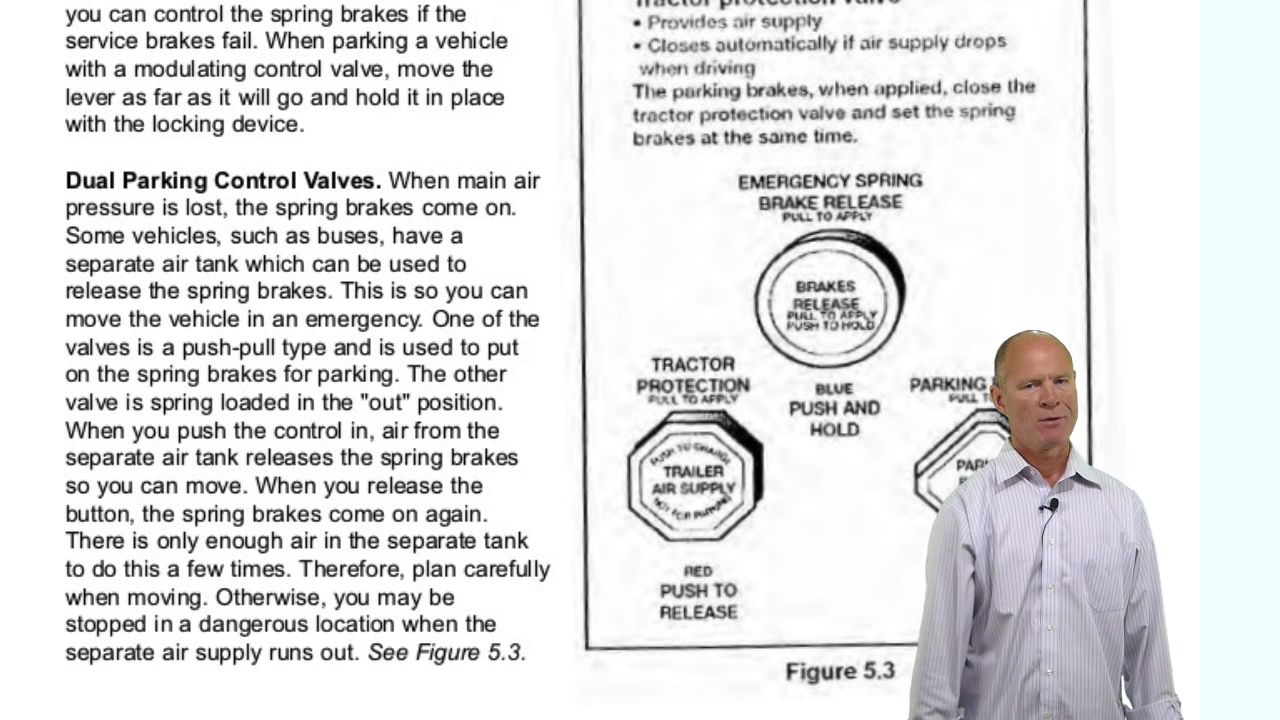 you can control the spring brakes if the
service brakes fail. When parking a vehicle
with a modulating control valve, move the
lever as far as it will go and hold it in place
with the locking device.
Dual Parking Control Valves. When main air
pressure is lost, the spring brakes come on.
Some vehicles, such as buses, have a
separate air tank which can be used to
release the spring brakes. This is so you can
move the vehicle in an emergency. One of the
valves is a push-pull type and is used to put
on the spring brakes for parking. The other
valve is spring loaded in the "out" position.
When you push the control in, air from the
separate air tank releases the spring brakes
so you can move. When you release the
button, the spring brakes come on again.
There is only enough air in the separate tank
to do this a few times. Therefore, plan carefully
when moving. Otherwise, you may be
stopped in a dangerous location when the
separate air supply runs out. See Figure 5.3.
Tractor protection valve
• Provides air supply
• Closes automatically if air supply drops
when driving
The parking brakes, when applied, close the
tractor protection valve and set the spring
brakes at the same time.
EMERGENCY SPRING
BRAKE RELEASE
PULL TO APPLY
BRAKES
RELEASE
PULL TO APPLY
PUSH TO HOLD
BLUE
PUSH AND
HOLD
TRACTOR
PROTECTION
PULL TO APPLY
PUSH TO CHARGE
TRAILER
AIR SUPPLY
NOT FOR PARKING
RED
PUSH TO
RELEASE
PARKING
PULL
Figure 5.3